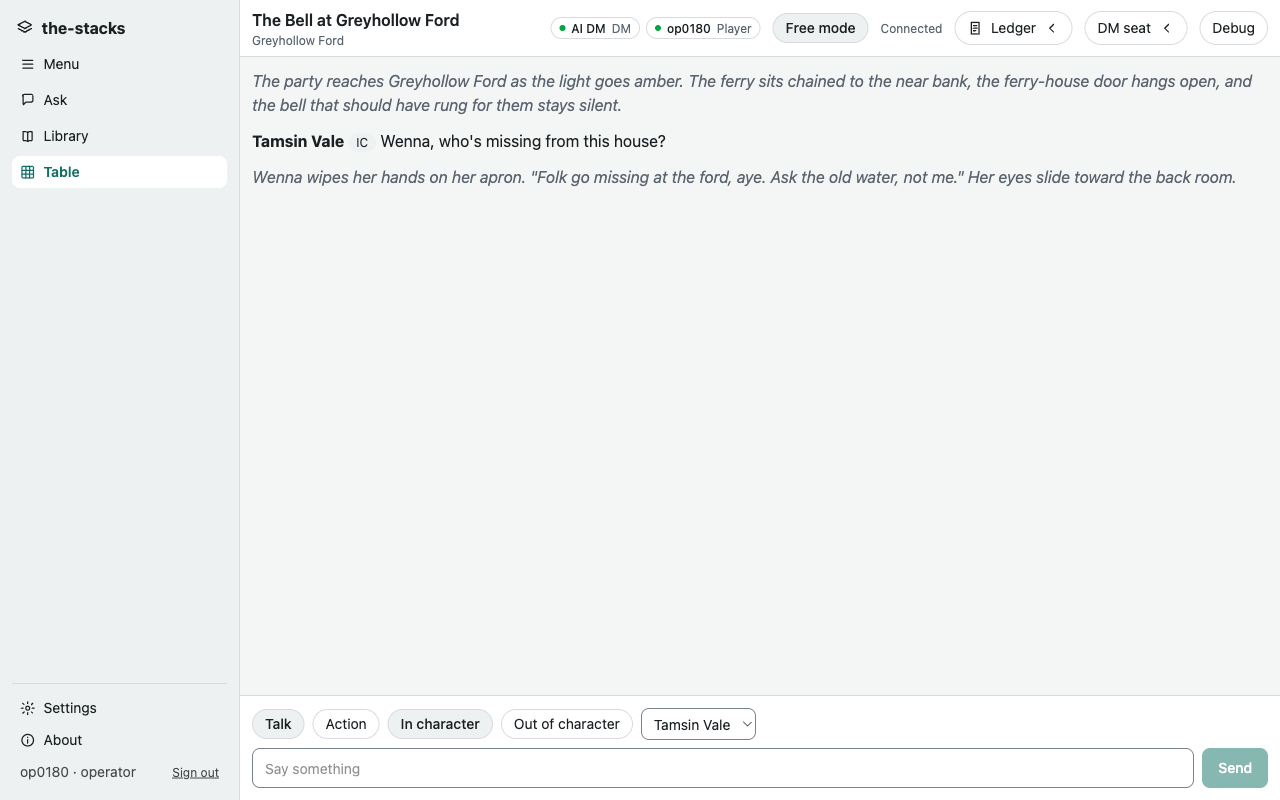 the-stacks
Menu
Ask
Library
Table
Settings
About
op0180 · operator
Sign out
The Bell at Greyhollow Ford
Greyhollow Ford
AI DM DM
op0180 Player
Free mode
Connected
Ledger
DM seat
Debug
The party reaches Greyhollow Ford as the light goes amber. The ferry sits chained to the near bank, the ferry-house door hangs open, and
the bell that should have rung for them stays silent.
Tamsin Vale IC Wenna, who's missing from this house?
Wenna wipes her hands on her apron. "Folk go missing at the ford, aye. Ask the old water, not me." Her eyes slide toward the back room.
Talk
Action
In character
Out of character
Tamsin Vale
Say something
Send